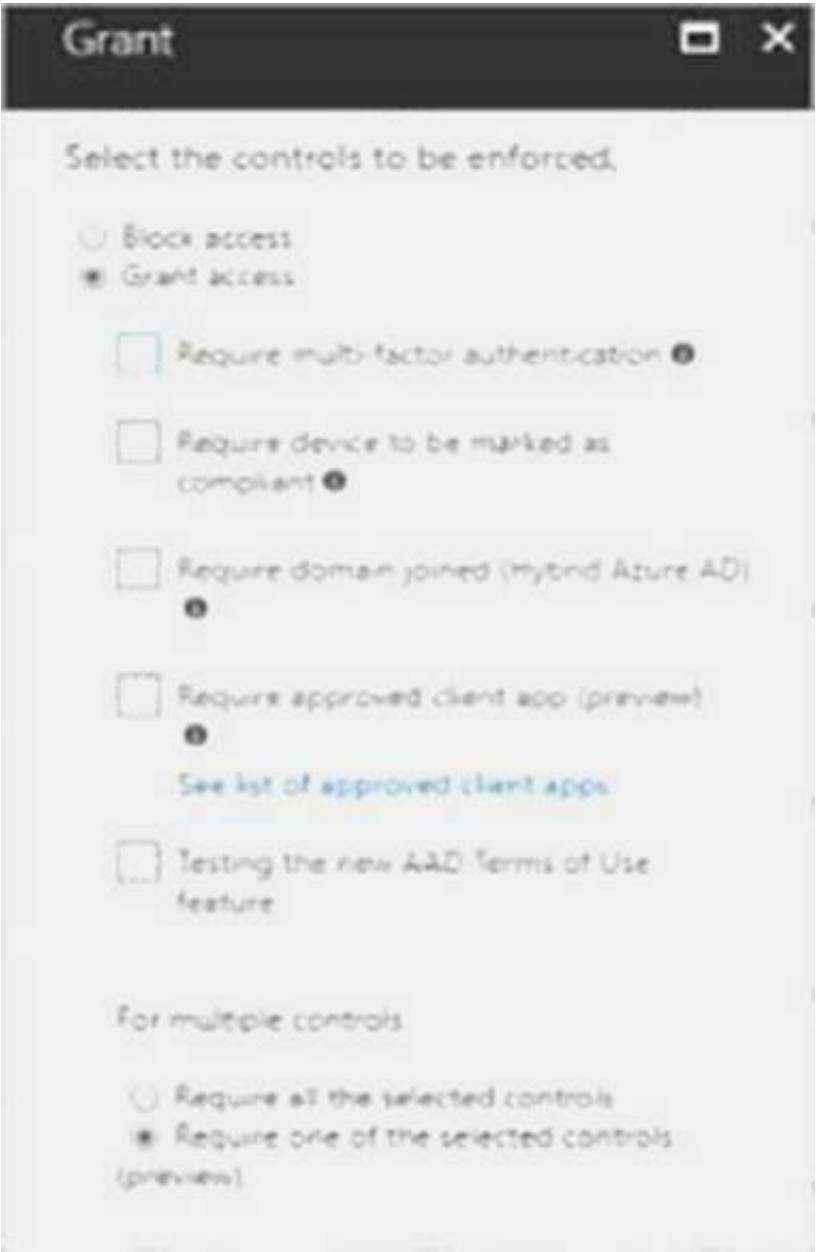 Grant
Select the controls to be enforced.
Block access
Grant access
Require multi-factor authentication
Require device to be marked as
compliant
Require domain joined (Hybrid Azure AD)
Require approved client app (preview)
See list of approved client apps
Testing the new AAD Terms of Use
feature
For multiple controls
Require all the selected controls
Require one of the selected controls
(preview)